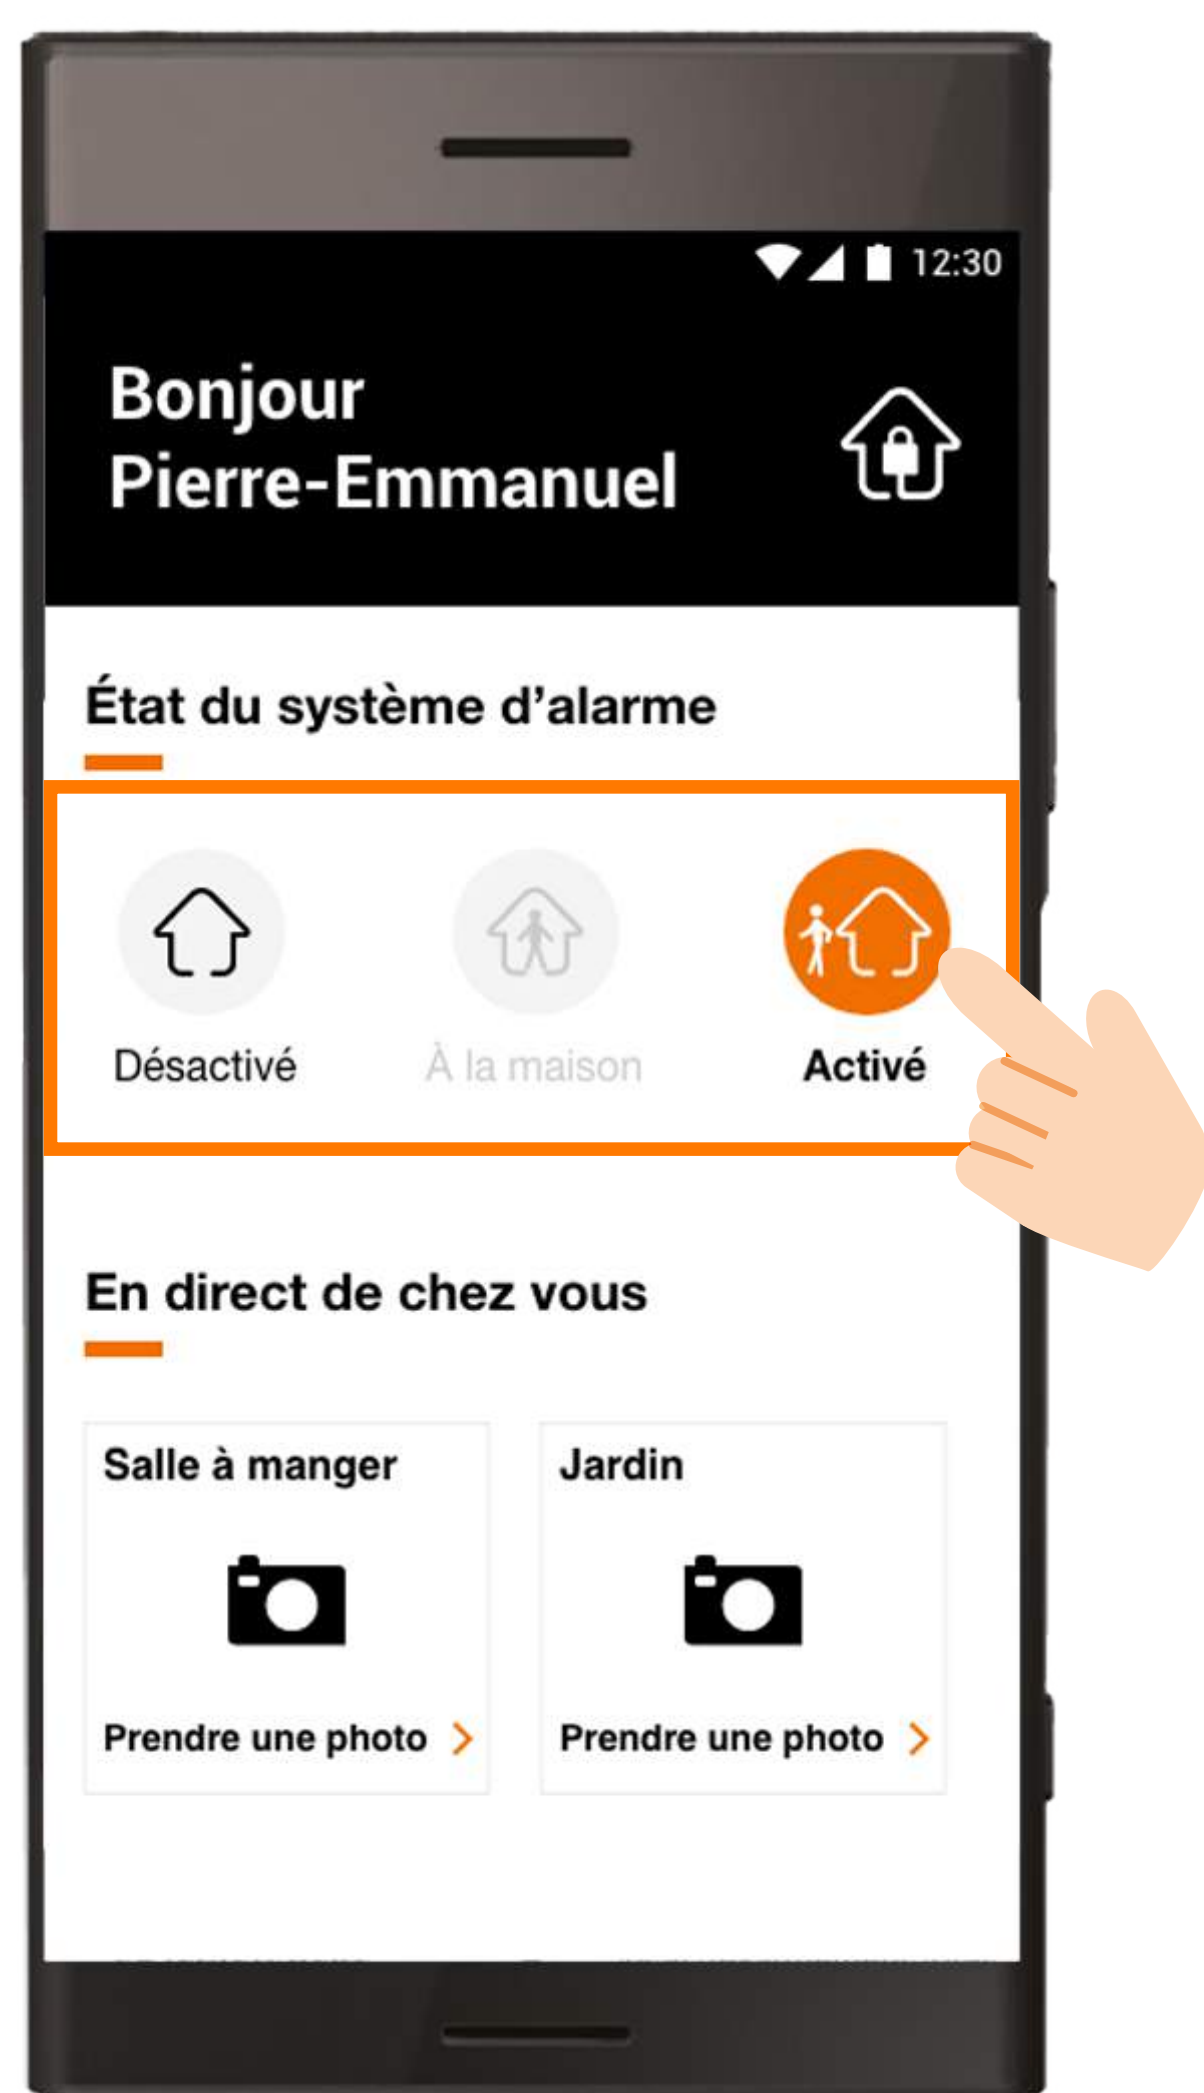 12:30
Bonjour
Pierre-Emmanuel
État du système d’alarme
Désactivé
À la maison
Activé
En direct de chez vous
Salle à manger
Jardin
Prendre une photo
Prendre une photo